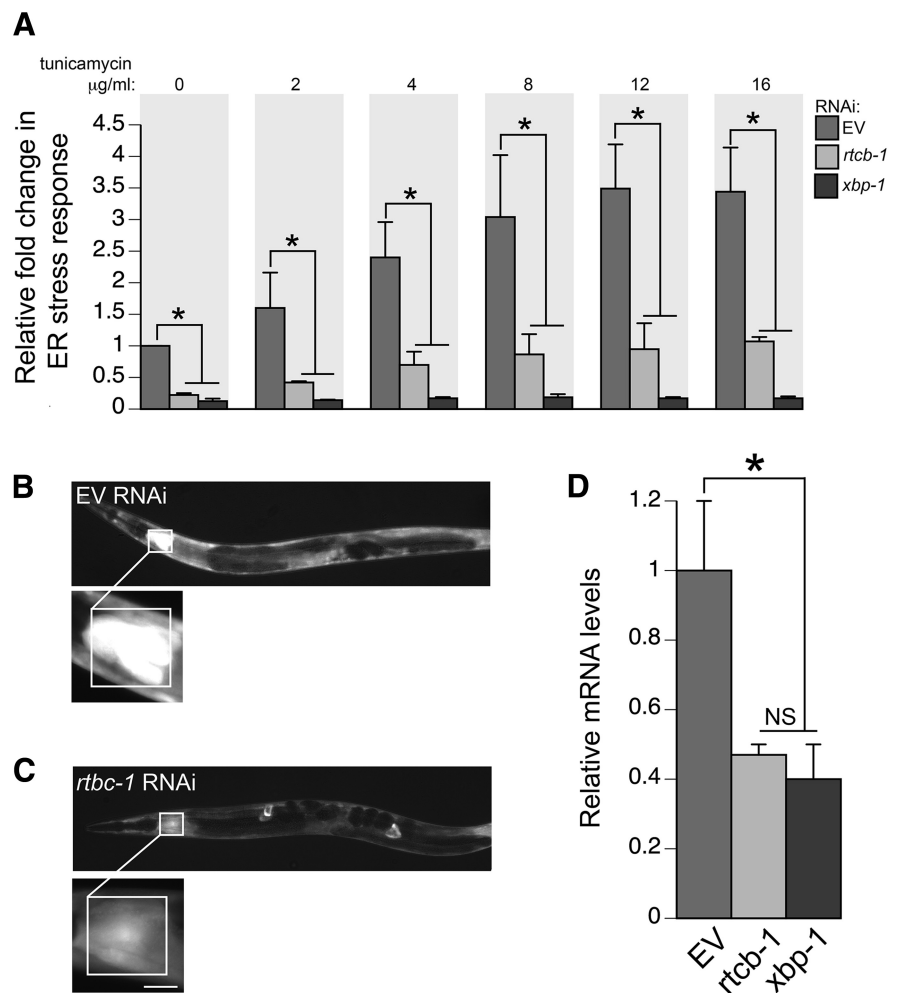 A
tunicamycin
μg/ml: 0 2 4 8 12 16
RNAi:
EV
rtcb-1
xbp-1
Relative fold change in
ER stress response
4.5
4
3.5
3
2.5
2
1.5
1
0.5
0
* * * * * *
B
EV RNAi
C
rtbc-1 RNAi
D
*
Relative mRNA levels
1.2
1
0.8
0.6
0.4
0.2
0
NS
EV rtcb-1 xbp-1